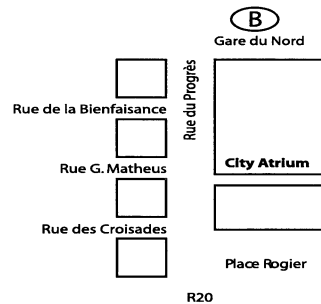 B
Gare du Nord
Rue du Progrès
Rue de la Bienfaisance
City Atrium
Rue G. Matheus
Rue des Croisades
Place Rogier
R20